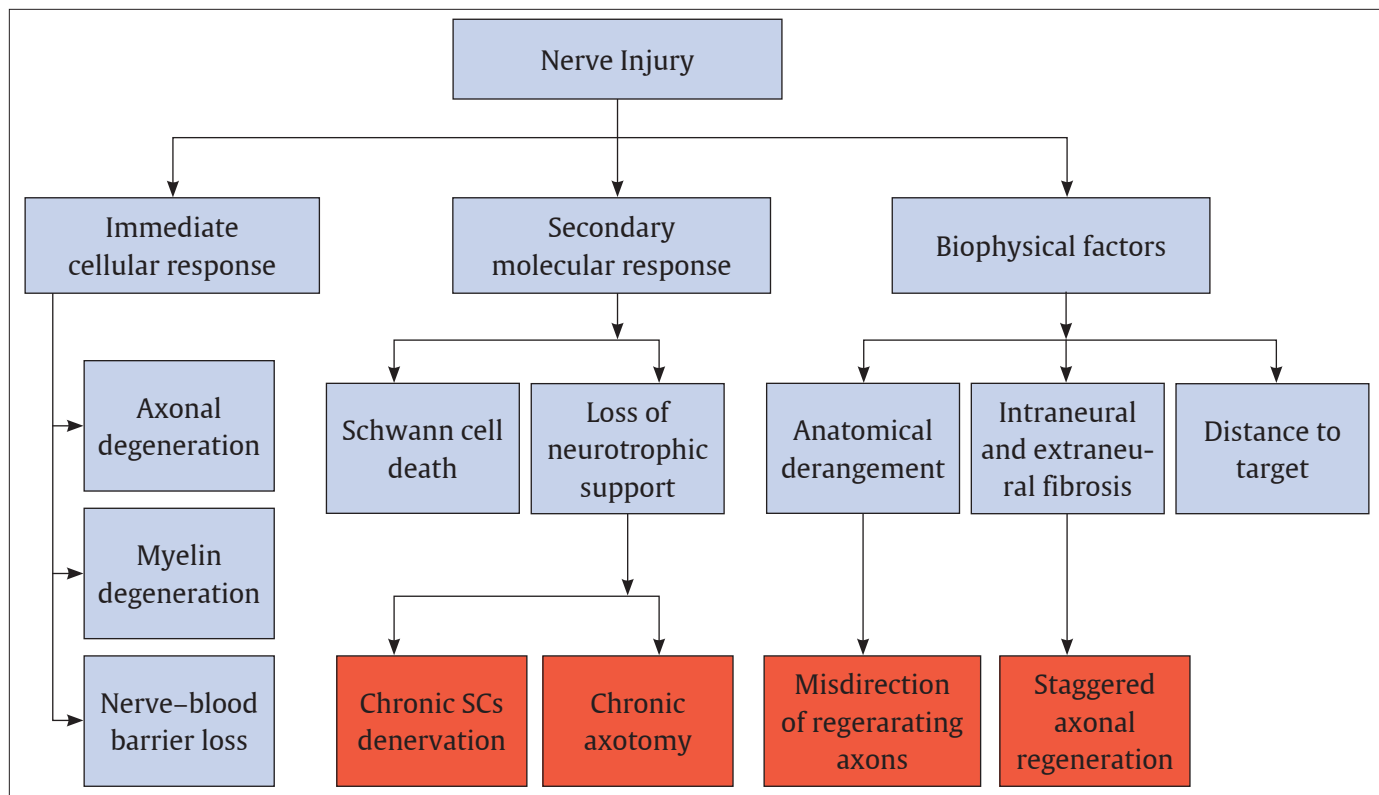 Nerve Injury
Immediate
cellular response
Secondary
molecular response
Biophysical factors
Axonal
degeneration
Myelin
degeneration
Nerve–blood
barrier loss
Schwann cell
death
Loss of
neurotrophic
support
Anatomical
derangement
Intraneural
and extraneu-
ral fibrosis
Distance to
target
Chronic SCs
denervation
Chronic
axotomy
Misdirection
of regerarating
axons
Staggered
axonal
regeneration